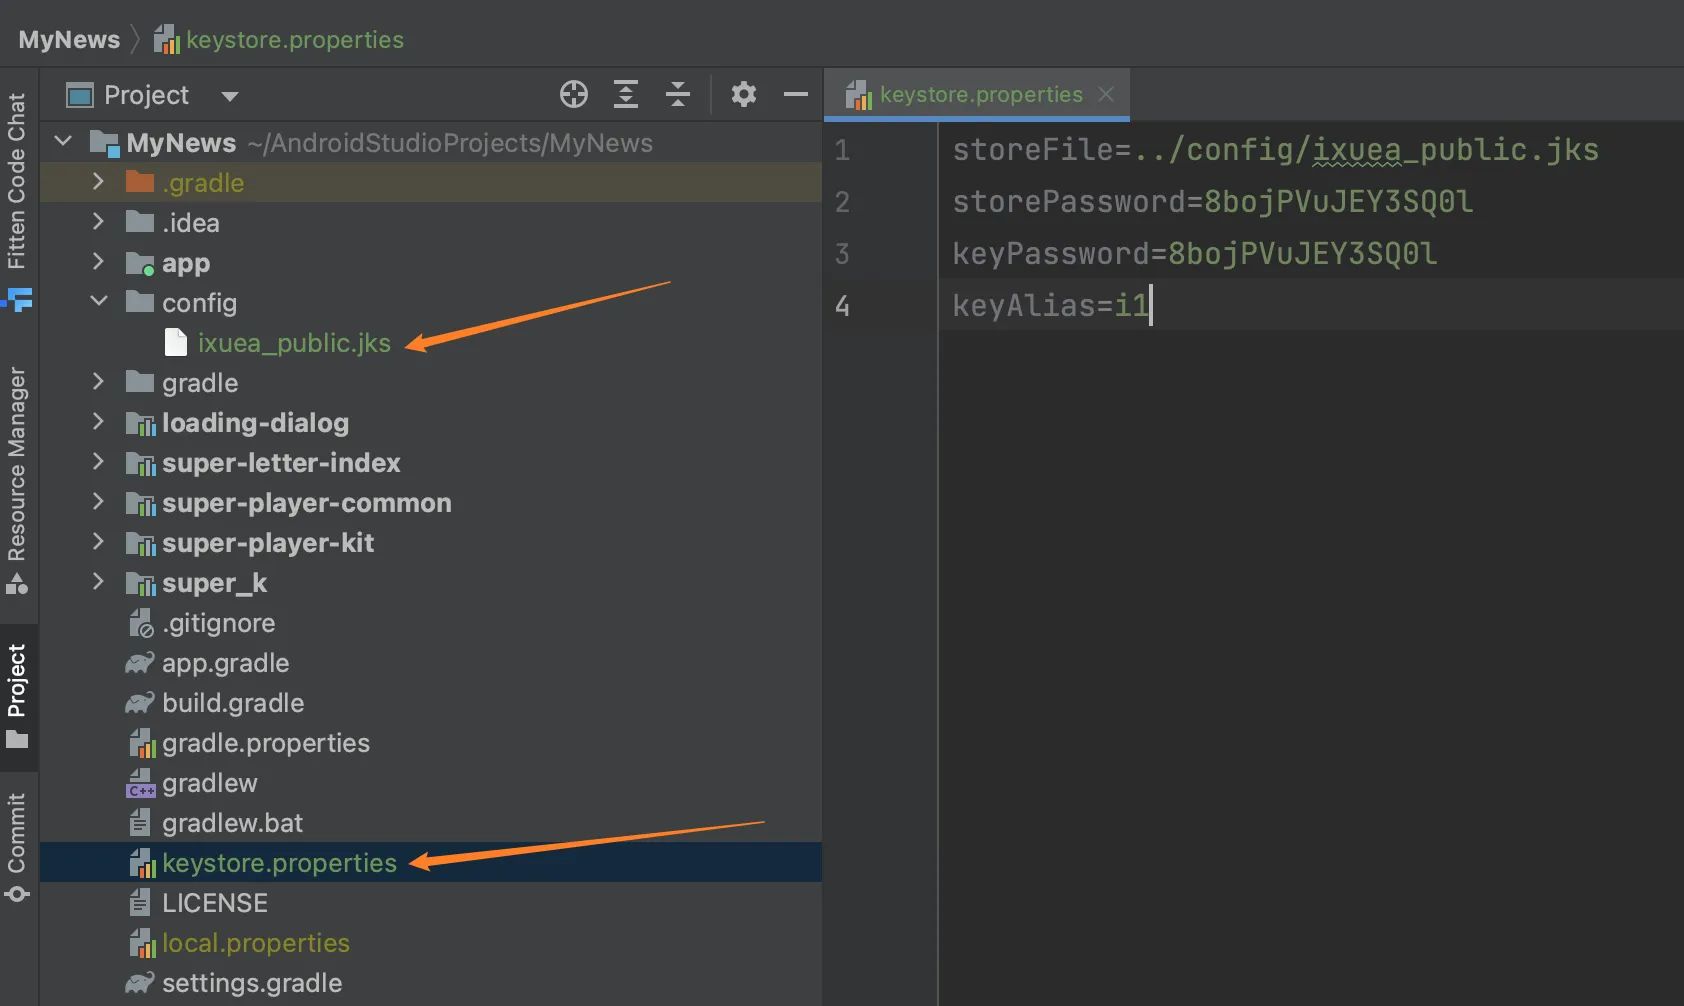 MyNews
keystore.properties
Project
keystore.properties
MyNews ~/AndroidStudioProjects/MyNews
.gradle
.idea
app
config
ixuea_public.jks
gradle
loading-dialog
super-letter-index
super-player-common
super-player-kit
super_k
.gitignore
app.gradle
build.gradle
gradle.properties
C++
gradlew
gradlew.bat
keystore.properties
LICENSE
local.properties
settings.gradle
1 storeFile=../config/ixuea_public.jks
2 storePassword=8bojPVuJEY3SQ0l
3 keyPassword=8bojPVuJEY3SQ0l
4 keyAlias=i1
Fitten Code Chat
Resource Manager
Project
Commit